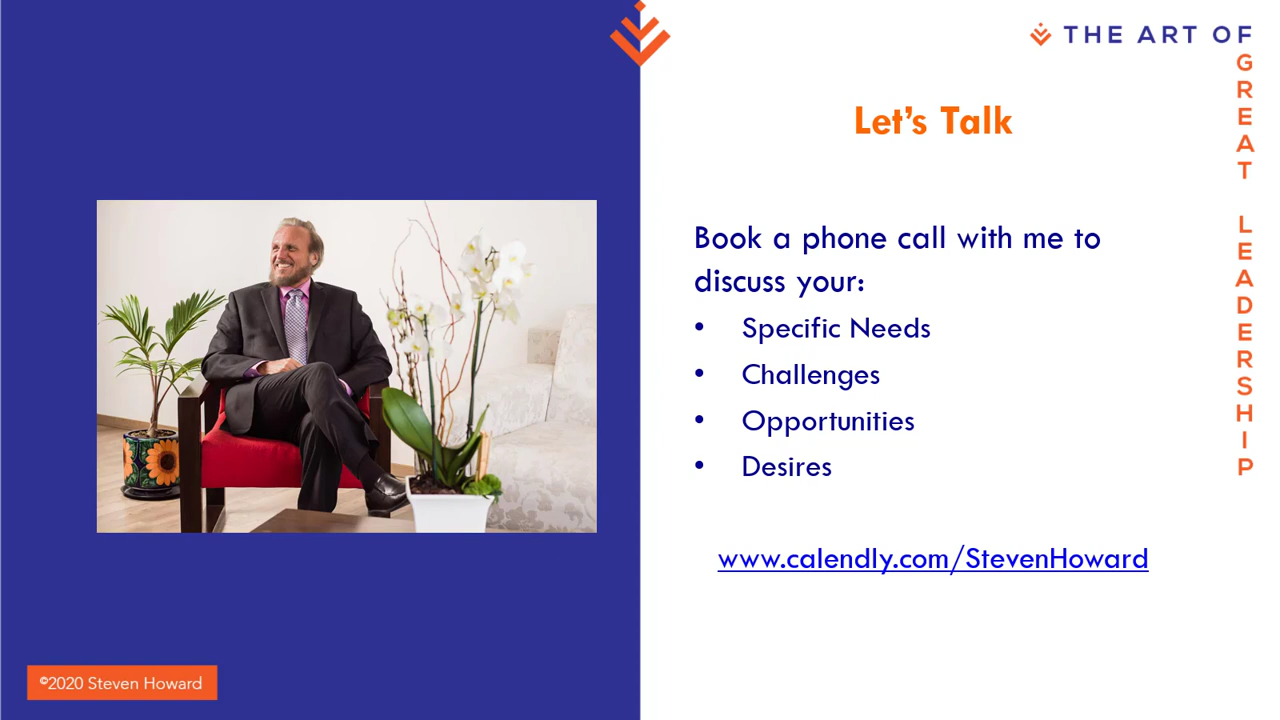 THE ART OF
GREAT LEADERSHIP
Let's Talk
Book a phone call with me to
discuss your:
• Specific Needs
• Challenges
• Opportunities
• Desires
www.calendly.com/StevenHoward
©2020 Steven Howard